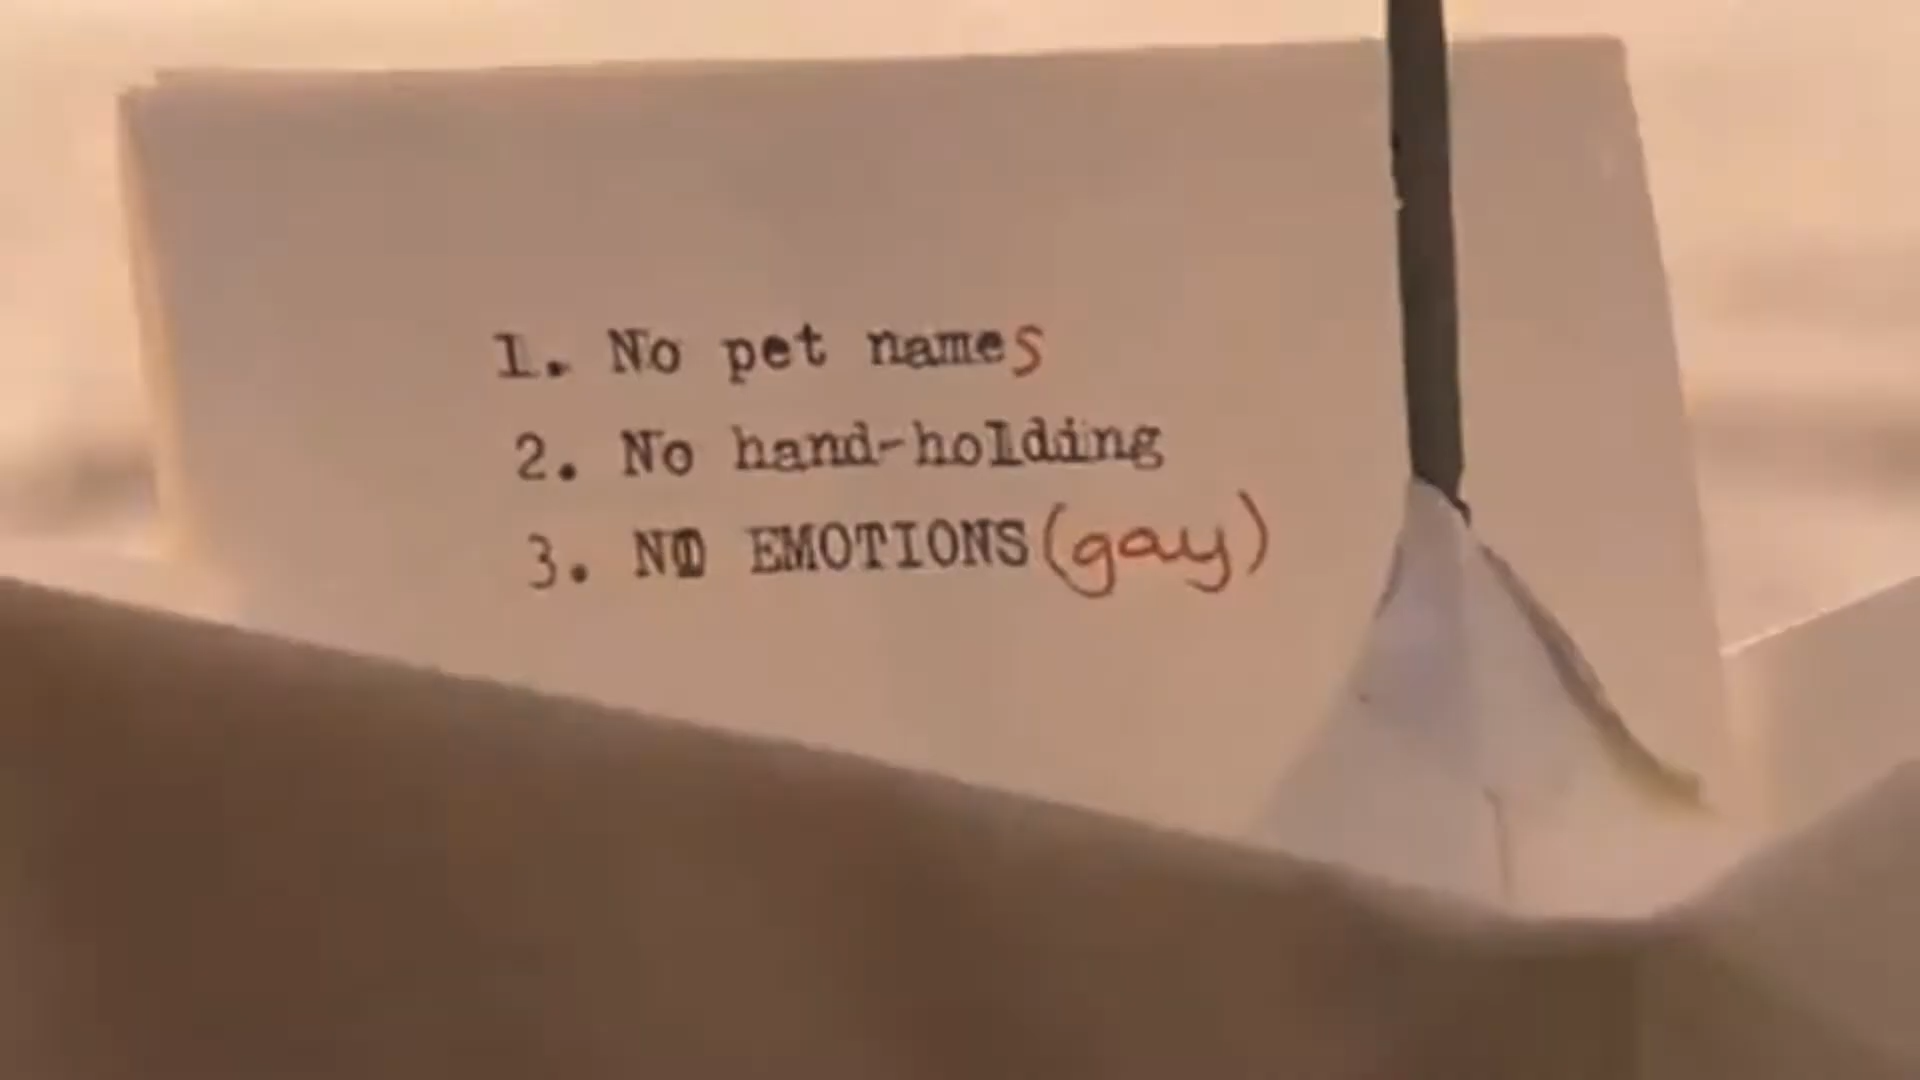 1. No pet names
2. No hand-holding
3. NO EMOTIONS (gay)